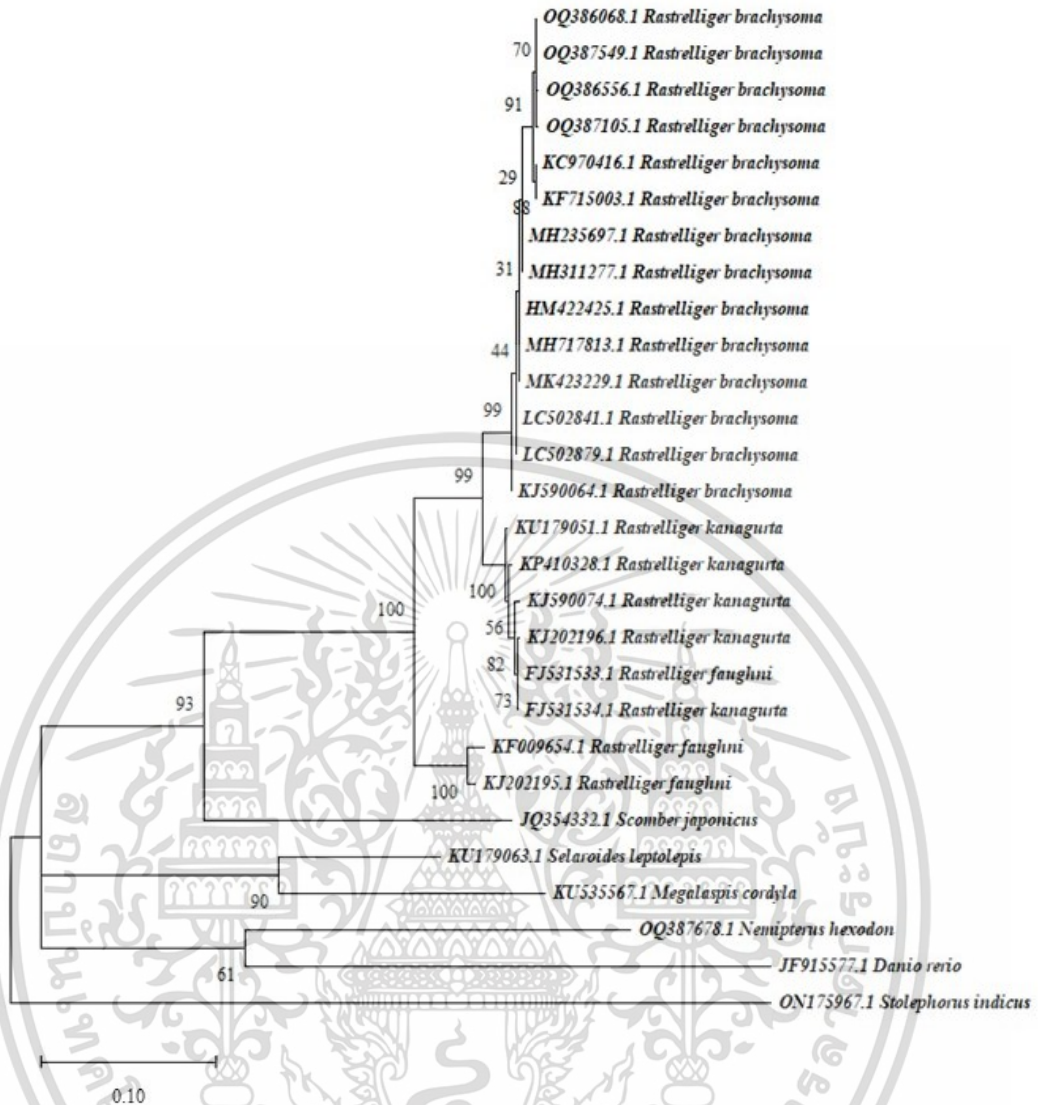 OQ386068.1 Rastrelliger brachysoma
70
OQ387549.1 Rastrelliger brachysoma
OQ386556.1 Rastrelliger brachysoma
91
OQ387105.1 Rastrelliger brachysoma
KC970416.1 Rastrelliger brachysoma
29
KF715003.1 Rastrelliger brachysoma
88
MH235697.1 Rastrelliger brachysoma
31
MH311277.1 Rastrelliger brachysoma
HM422425.1 Rastrelliger brachysoma
44
MH717813.1 Rastrelliger brachysoma
MK423229.1 Rastrelliger brachysoma
99
LC502841.1 Rastrelliger brachysoma
LC502879.1 Rastrelliger brachysoma
99
KJ590064.1 Rastrelliger brachysoma
KU179051.1 Rastrelliger kanagurta
KP410328.1 Rastrelliger kanagurta
100
KJ590074.1 Rastrelliger kanagurta
100
56
KJ202196.1 Rastrelliger kanagurta
82
FJ531533.1 Rastrelliger faughni
73
FJ531534.1 Rastrelliger kanagurta
93
KF009654.1 Rastrelliger faughni
KJ202195.1 Rastrelliger faughni
100
JQ354332.1 Scomber japonicus
KU179063.1 Selaroides leptolepis
KU535567.1 Megalaspis cordyla
90
OQ387678.1 Nemipterus hexodon
JF915577.1 Danio rerio
61
ON175967.1 Stolephorus indicus
0.10